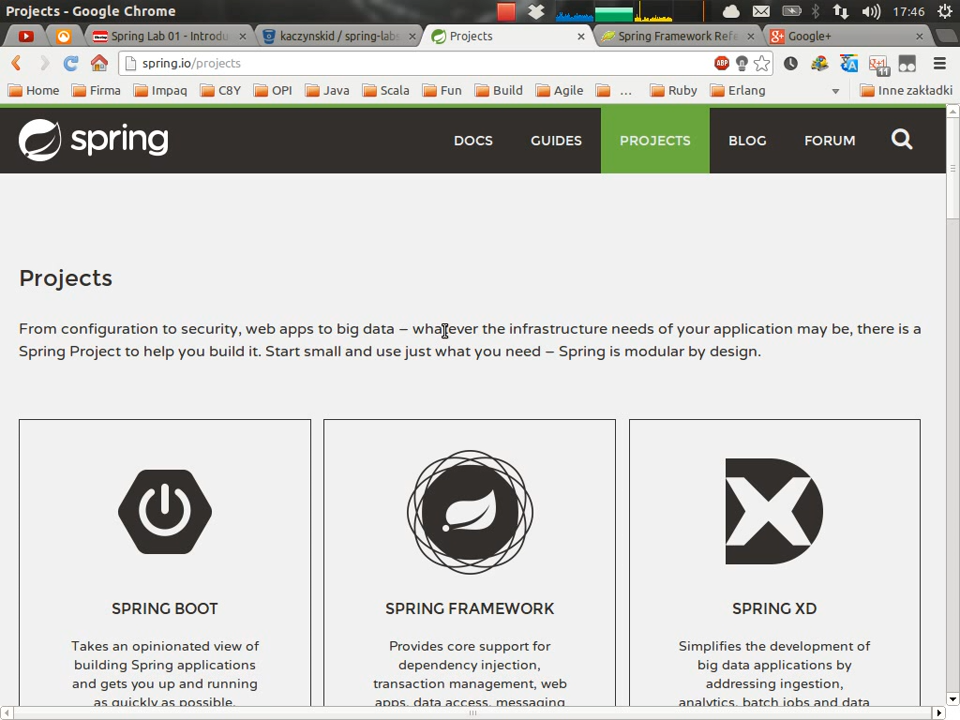 Projects - Google Chrome
17:46
Spring Lab 01 - Introdu
kaczynskid / spring-labs
Projects
Spring Framework Refe
Google+
spring.io/projects
ABP
11
Home Firma Impaq C8Y OPI Java Scala Fun Build Agile ... Ruby Erlang Inne zakładki
spring
DOCS GUIDES PROJECTS BLOG FORUM
Projects
From configuration to security, web apps to big data – whatever the infrastructure needs of your application may be, there is a
Spring Project to help you build it. Start small and use just what you need – Spring is modular by design.
SPRING BOOT
Takes an opinionated view of
building Spring applications
and gets you up and running
as quickly as possible.
SPRING FRAMEWORK
Provides core support for
dependency injection,
transaction management, web
apps, data access, messaging
SPRING XD
Simplifies the development of
big data applications by
addressing ingestion,
analytics, batch jobs and data